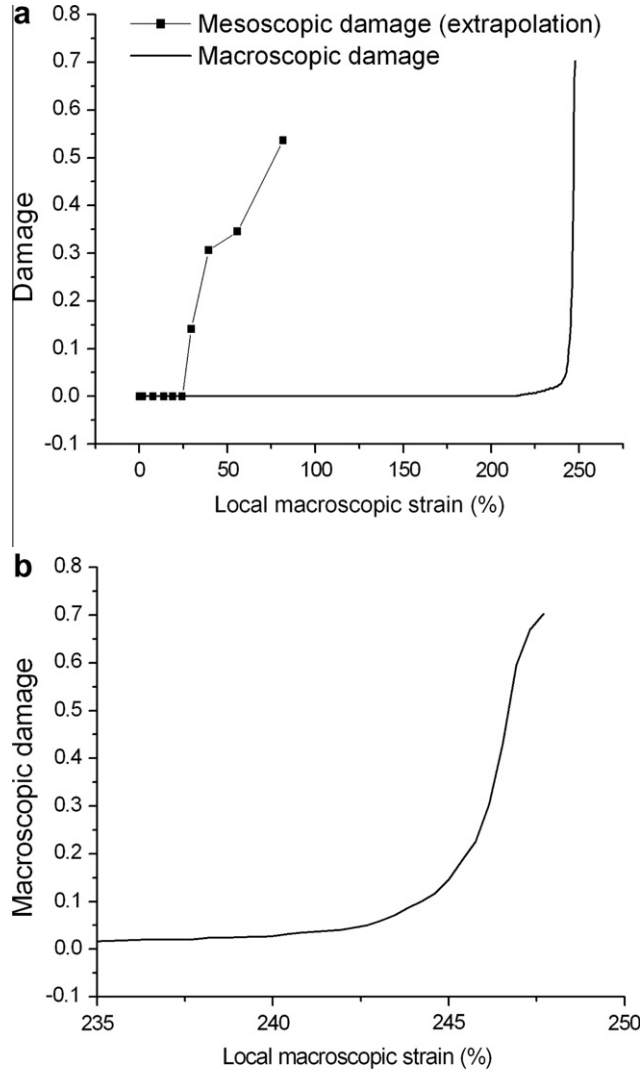 a
Mesoscopic damage (extrapolation)
Macroscopic damage
0.8
0.7
0.6
0.5
0.4
0.3
0.2
0.1
0.0
-0.1
Damage
0 50 100 150 200 250
Local macroscopic strain (%)
b
0.8
0.7
0.6
0.5
0.4
0.3
0.2
0.1
0.0
-0.1
Macroscopic damage
235 240 245 250
Local macroscopic strain (%)